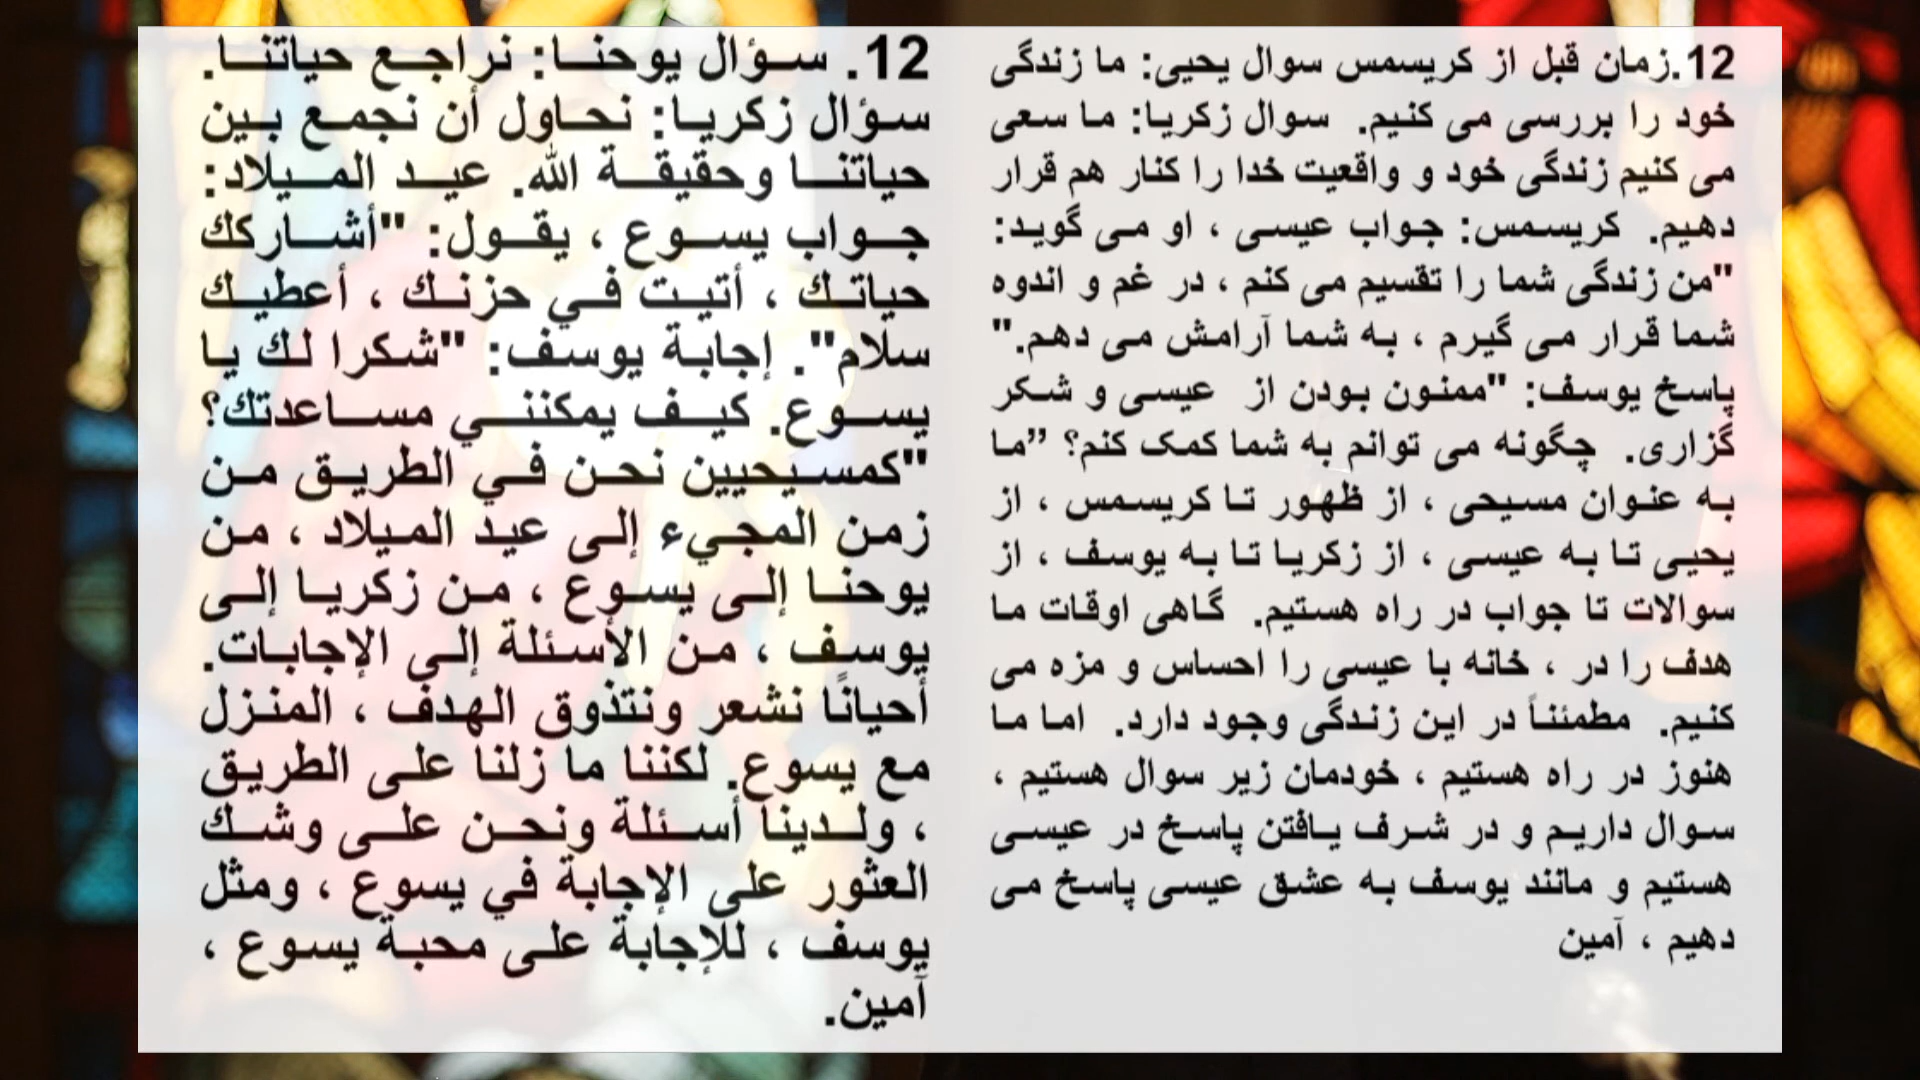 12.زمان قبل از کریسمس سوال یحیی: ما زندگی
خود را بررسی می کنیم. سوال زکریا: ما سعی
می کنیم زندگی خود و واقعیت خدا را کنار هم قرار
دهیم. کریسمس: جواب عیسی ، او می گوید:
"من زندگی شما را تقسیم می کنم ، در غم و اندوه
شما قرار می گیرم ، به شما آرامش می دهم."
پاسخ یوسف: "ممنون بودن از عیسی و شکر
گزاری. چگونه می توانم به شما کمک کنم؟ ”ما
به عنوان مسیحی ، از ظهور تا کریسمس ، از
یحیی تا به عیسی ، از زکریا تا به یوسف ، از
سوالات تا جواب در راه هستیم. گاهی اوقات ما
هدف را در ، خانه با عیسی را احساس و مزه می
کنیم. مطمئناً در این زندگی وجود دارد. اما ما
هنوز در راه هستیم ، خودمان زیر سوال هستیم ،
سوال داریم و در شرف یافتن پاسخ در عیسی
هستیم و مانند یوسف به عشق عیسی پاسخ می
دهیم ، آمین
12. سؤال يوحنا: نراجع حياتنا.
سؤال زكريا: نحاول أن نجمع بين
حياتنا وحقيقة الله. عيد الميلاد:
جواب يسوع ، يقول: "أشاركك
حياتك ، أتيت في حزنك ، أعطيك
سلام". إجابة يوسف: "شكرا لك يا
يسوع. كيف يمكنني مساعدتك؟
"كمسيحيين نحن في الطريق من
زمن المجيء إلى عيد الميلاد ، من
يوحنا إلى يسوع ، من زكريا إلى
يوسف ، من الأسئلة إلى الإجابات.
أحيانًا نشعر ونتذوق الهدف ، المنزل
مع يسوع. لكننا ما زلنا على الطريق
، ولدينا أسئلة ونحن على وشك
العثور على الإجابة في يسوع ، ومثل
يوسف ، للإجابة على محبة يسوع ،
آمين.